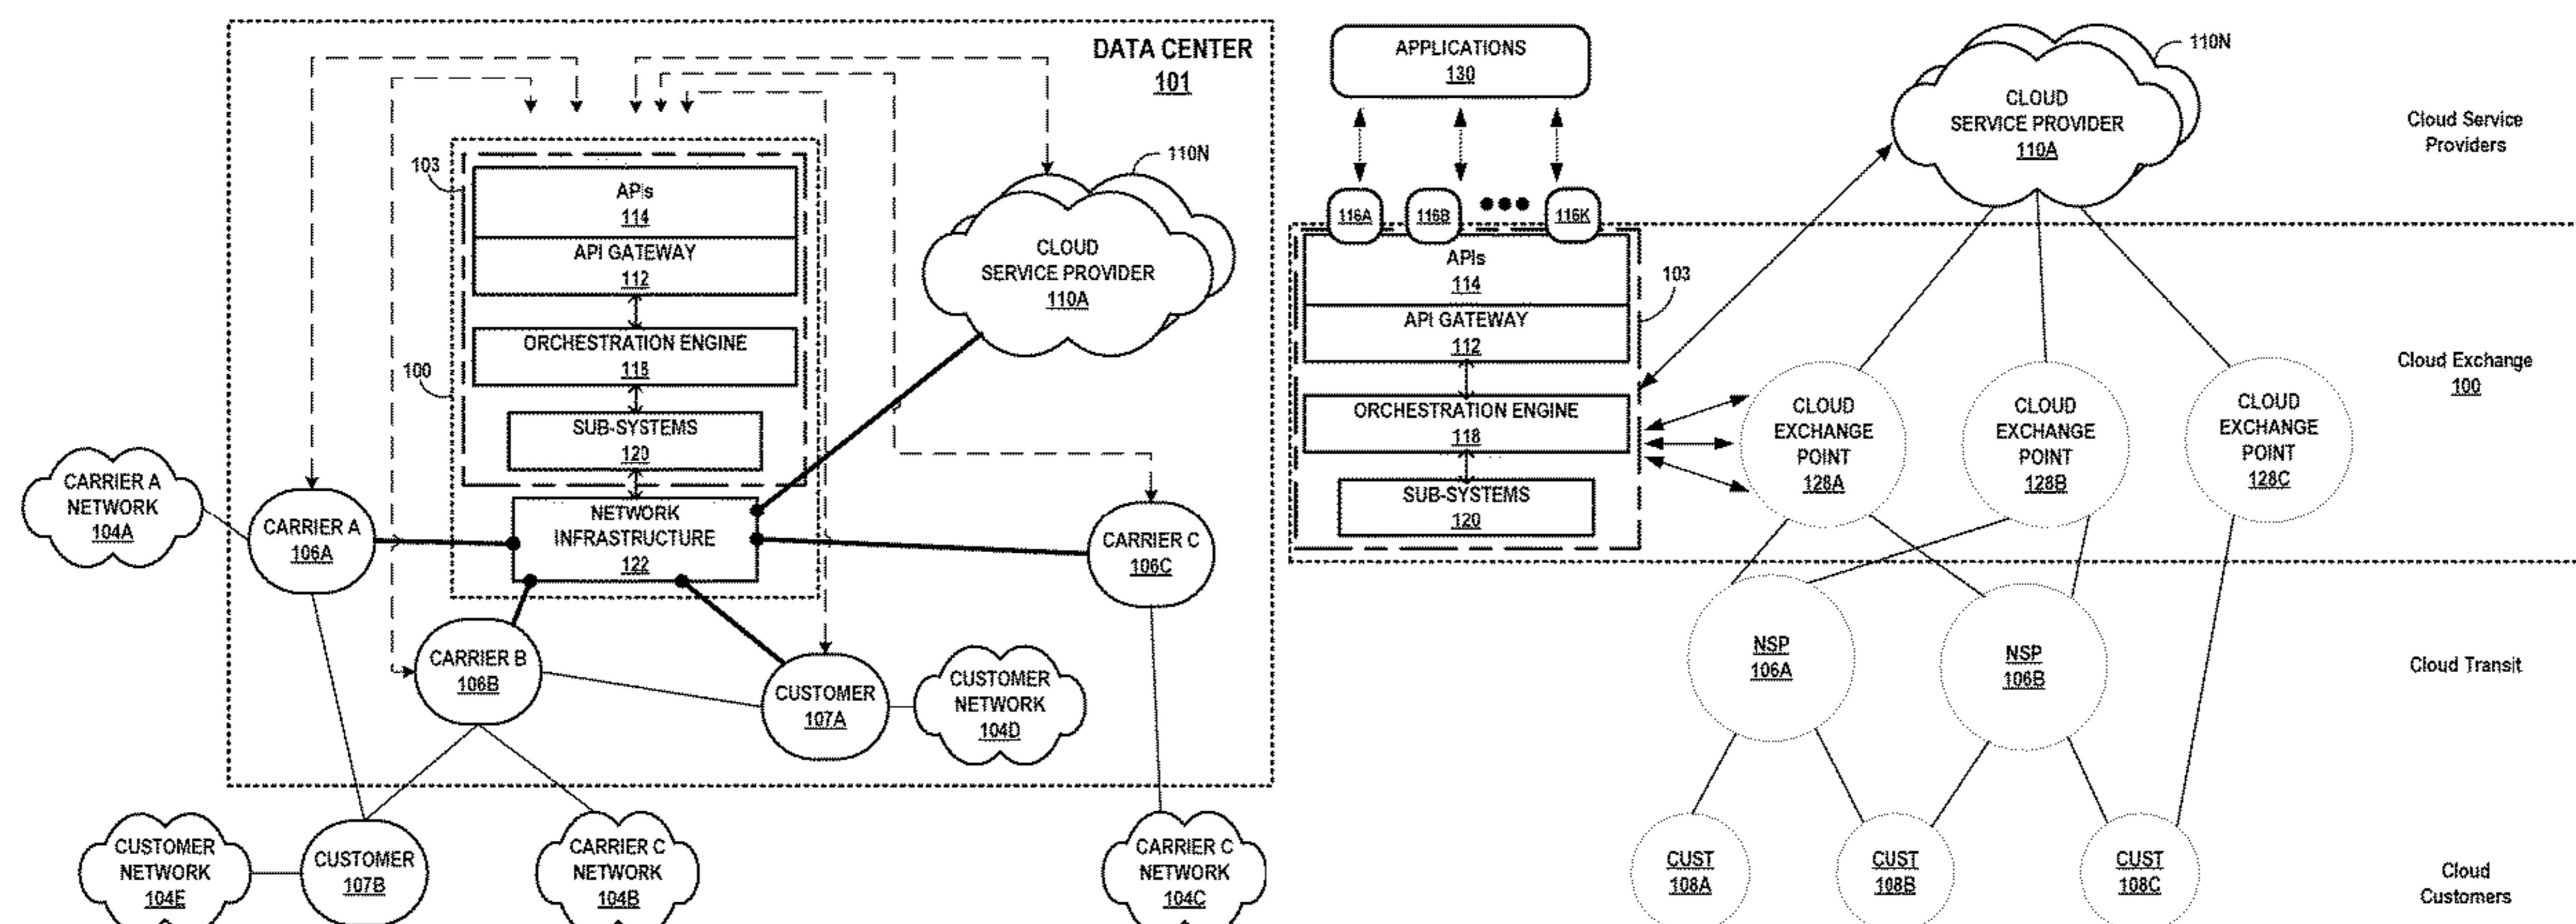 DATA CENTER
101
103
APIs
114
API GATEWAY
112
ORCHESTRATION ENGINE
118
SUB-SYSTEMS
120
100
NETWORK
INFRASTRUCTURE
122
110N
CLOUD
SERVICE PROVIDER
110A
CARRIER A
NETWORK
104A
CARRIER A
106A
CARRIER B
106B
CARRIER C
106C
CUSTOMER
107A
CUSTOMER
NETWORK
104D
CUSTOMER
NETWORK
104E
CUSTOMER
107B
CARRIER C
NETWORK
104B
CARRIER C
NETWORK
104C
APPLICATIONS
130
116A
116B
116K
APIs
114
API GATEWAY
112
103
ORCHESTRATION ENGINE
118
SUB-SYSTEMS
120
110N
CLOUD
SERVICE PROVIDER
110A
Cloud Service
Providers
Cloud Exchange
100
CLOUD
EXCHANGE
POINT
128A
CLOUD
EXCHANGE
POINT
128B
CLOUD
EXCHANGE
POINT
128C
NSP
106A
NSP
106B
Cloud Transit
CUST
108A
CUST
108B
CUST
108C
Cloud
Customers